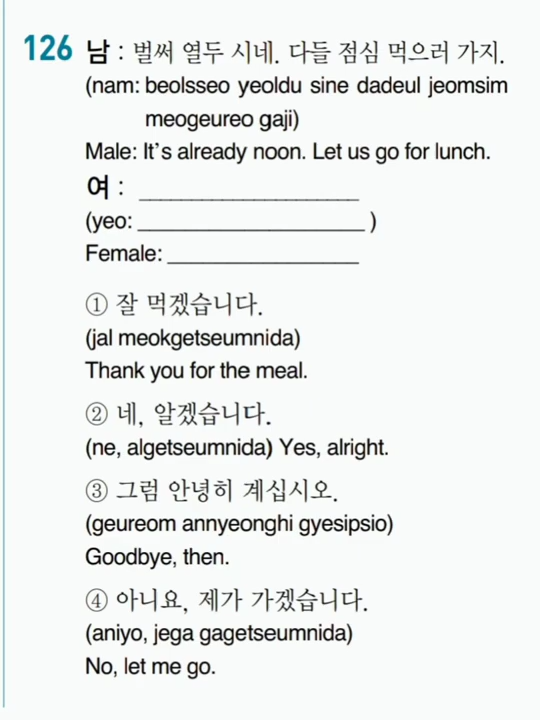 126 남 : 벌써 열두 시네. 다들 점심 먹으러 가지.
(nam: beolsseo yeoldu sine dadeul jeomsim
meogeureo gaji)
Male: It's already noon. Let us go for lunch.
여 : ____________________
(yeo: ____________________ )
Female: ____________________
① 잘 먹겠습니다.
(jal meokgetseumnida)
Thank you for the meal.
② 네, 알겠습니다.
(ne, algetseumnida) Yes, alright.
③ 그럼 안녕히 계십시오.
(geureom annyeonghi gyesipsio)
Goodbye, then.
④ 아니요, 제가 가겠습니다.
(aniyo, jega gagetseumnida)
No, let me go.